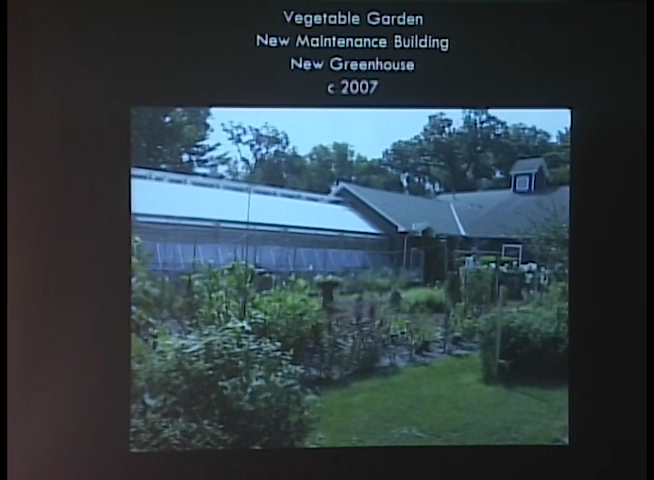 Vegetable Garden
New Maintenance Building
New Greenhouse
c 2007